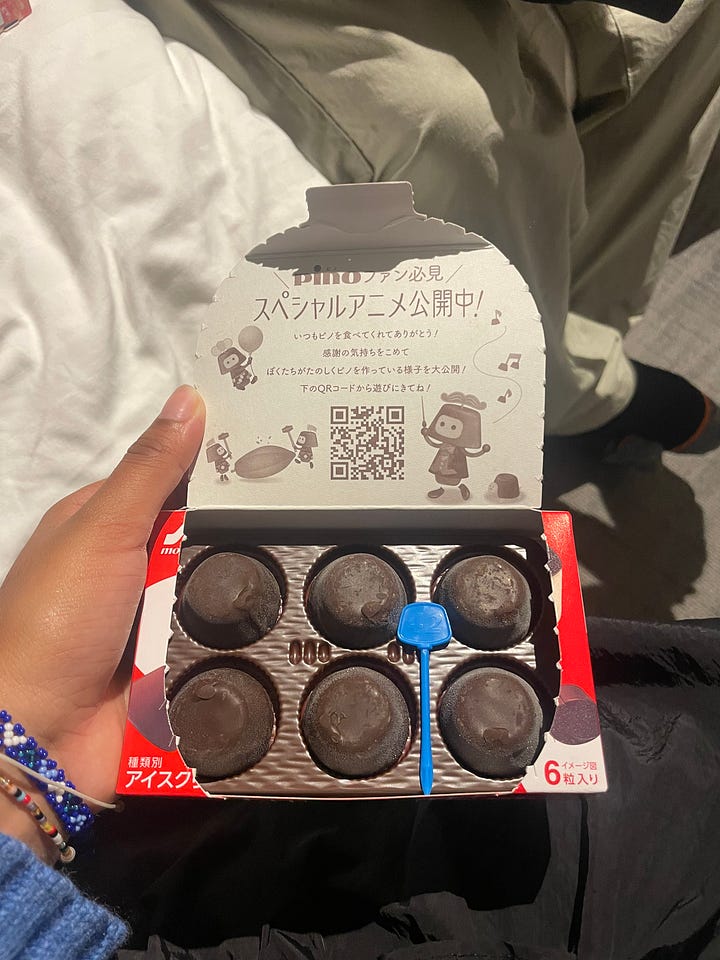 pino ファン必見
スペシャルアニメ公開中!
いつもピノを食べてくれてありがとう!
感謝の気持ちをこめて
ぼくたちがたのしくピノを作っている様子を大公開!
下のQRコードから遊びにきてね!
mo
種類別
アイスク
イメージ図
6粒入り